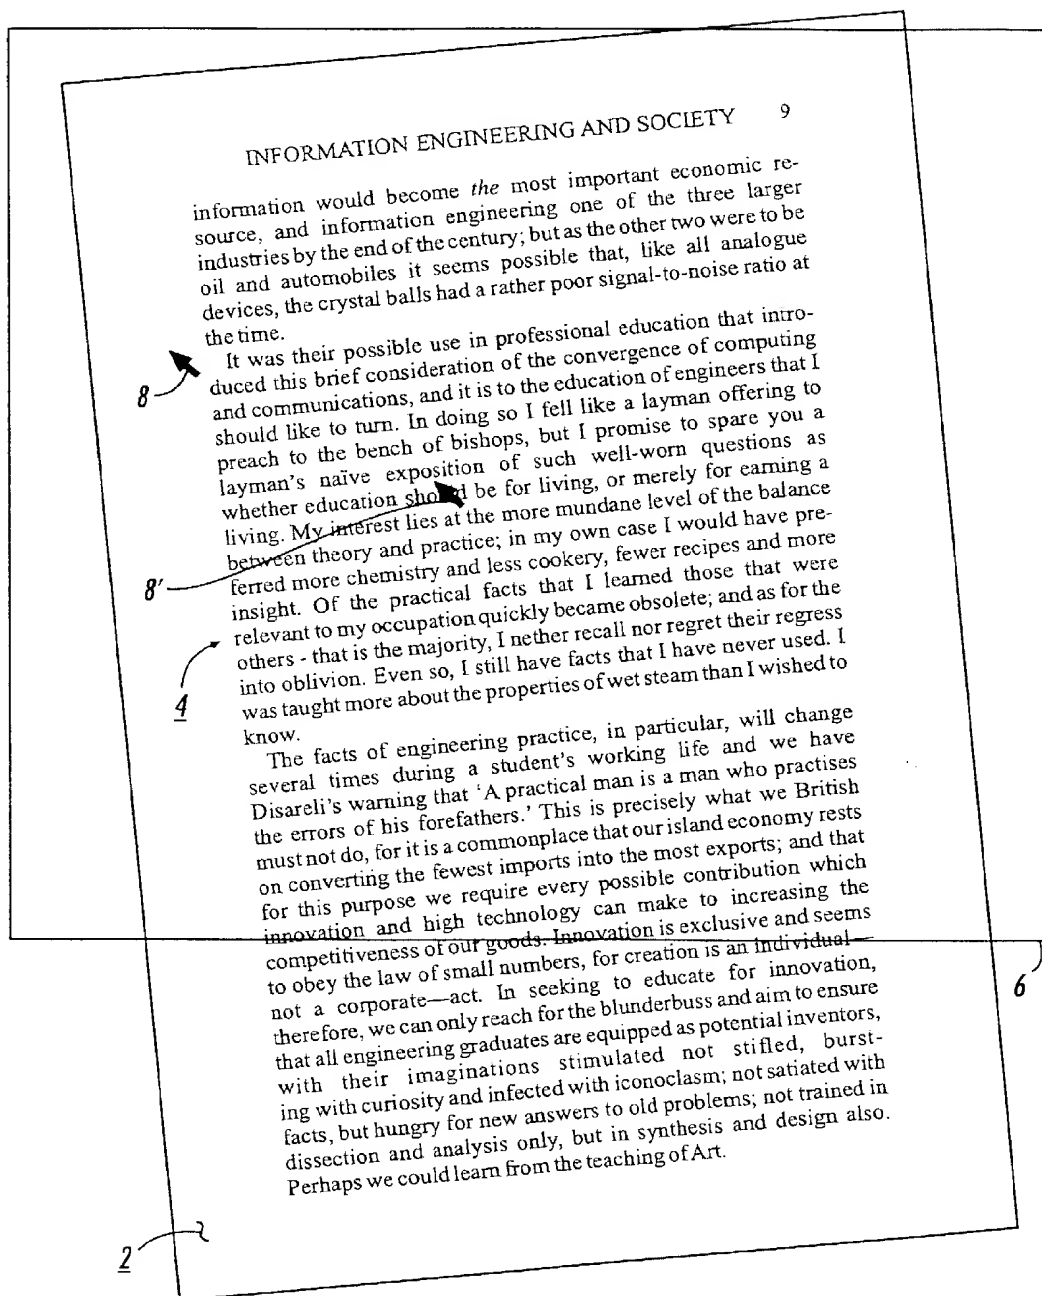 INFORMATION ENGINEERING AND SOCIETY 9
information would become the most important economic re-
source, and information engineering one of the three larger
industries by the end of the century; but as the other two were to be
oil and automobiles it seems possible that, like all analogue
devices, the crystal balls had a rather poor signal-to-noise ratio at
the time.
It was their possible use in professional education that intro-
duced this brief consideration of the convergence of computing
and communications, and it is to the education of engineers that I
should like to turn. In doing so I fell like a layman offering to
preach to the bench of bishops, but I promise to spare you a
layman's naïve exposition of such well-worn questions as
whether education should be for living, or merely for earning a
living. My interest lies at the more mundane level of the balance
between theory and practice; in my own case I would have pre-
ferred more chemistry and less cookery, fewer recipes and more
insight. Of the practical facts that I learned those that were
relevant to my occupation quickly became obsolete; and as for the
others - that is the majority, I nether recall nor regret their regress
into oblivion. Even so, I still have facts that I have never used. I
was taught more about the properties of wet steam than I wished to
know.
The facts of engineering practice, in particular, will change
several times during a student's working life and we have
Disareli's warning that 'A practical man is a man who practises
the errors of his forefathers.' This is precisely what we British
must not do, for it is a commonplace that our island economy rests
on converting the fewest imports into the most exports; and that
for this purpose we require every possible contribution which
innovation and high technology can make to increasing the
competitiveness of our goods. Innovation is exclusive and seems
to obey the law of small numbers, for creation is an individual—
not a corporate—act. In seeking to educate for innovation,
therefore, we can only reach for the blunderbuss and aim to ensure
that all engineering graduates are equipped as potential inventors,
with their imaginations stimulated not stifled, burst-
ing with curiosity and infected with iconoclasm; not satiated with
facts, but hungry for new answers to old problems; not trained in
dissection and analysis only, but in synthesis and design also.
Perhaps we could learn from the teaching of Art.
8
8'
4
6
2